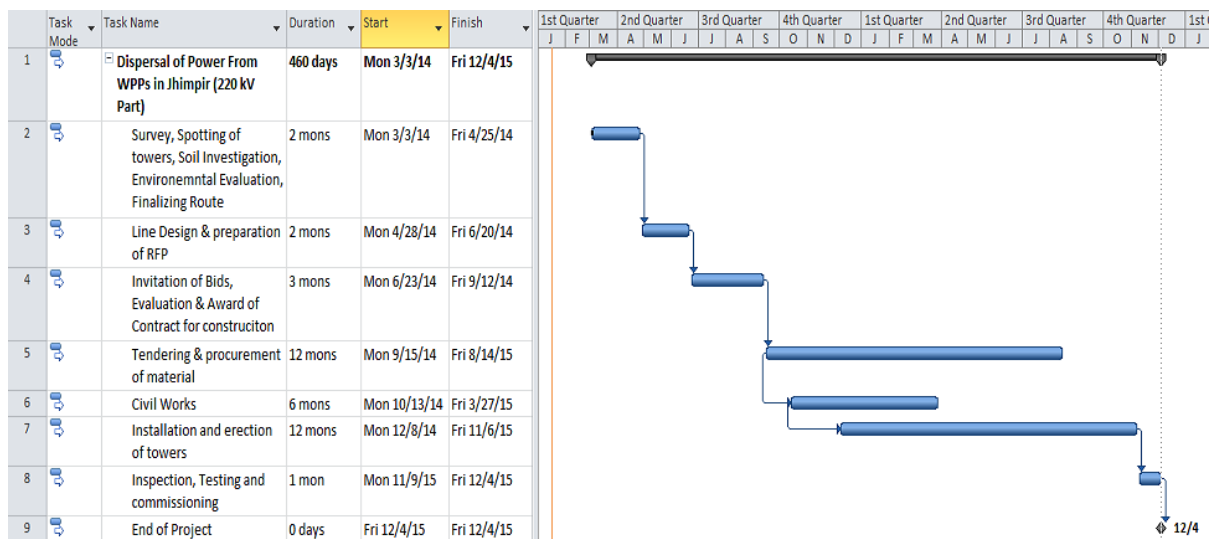 Task Mode Task Name Duration Start Finish 1st Quarter 2nd Quarter 3rd Quarter 4th Quarter 1st Quarter 2nd Quarter 3rd Quarter 4th Quarter 1st
J F M A M J J A S O N D J F M A M J J A S O N D J
1 Dispersal of Power From 460 days Mon 3/3/14 Fri 12/4/15
WPPs in Jhimpir (220 kV
Part)
2 Survey, Spotting of 2 mons Mon 3/3/14 Fri 4/25/14
towers, Soil Investigation,
Environemntal Evaluation,
Finalizing Route
3 Line Design & preparation 2 mons Mon 4/28/14 Fri 6/20/14
of RFP
4 Invitation of Bids, 3 mons Mon 6/23/14 Fri 9/12/14
Evaluation & Award of
Contract for construciton
5 Tendering & procurement 12 mons Mon 9/15/14 Fri 8/14/15
of material
6 Civil Works 6 mons Mon 10/13/14 Fri 3/27/15
7 Installation and erection 12 mons Mon 12/8/14 Fri 11/6/15
of towers
8 Inspection, Testing and 1 mon Mon 11/9/15 Fri 12/4/15
commissioning
9 End of Project 0 days Fri 12/4/15 Fri 12/4/15 12/4